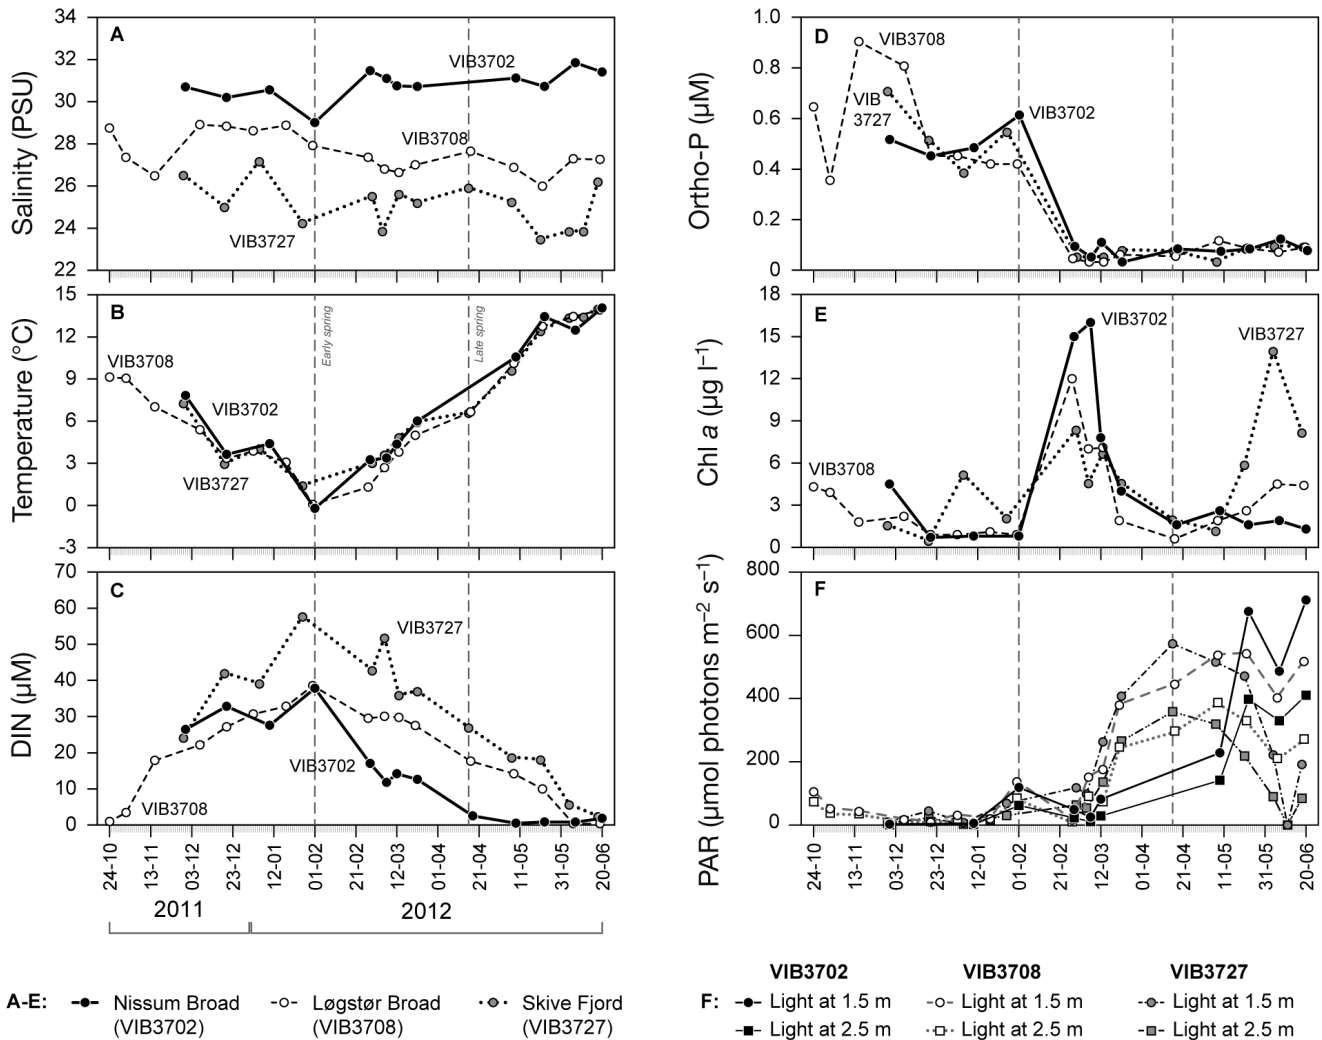 A
Salinity (PSU)
34
32
30
28
26
24
22
VIB3702
VIB3708
VIB3727
B
Temperature (°C)
15
12
9
6
3
0
-3
VIB3708
VIB3702
VIB3727
Early spring
Late spring
C
DIN (µM)
70
60
50
40
30
20
10
0
VIB3727
VIB3702
VIB3708
24-10
13-11
03-12
23-12
12-01
01-02
21-02
12-03
01-04
21-04
11-05
31-05
20-06
2011
2012
D
Ortho-P (µM)
1.0
0.8
0.6
0.4
0.2
0
VIB3708
VIB
3727
VIB3702
E
Chl a (µg l⁻¹)
18
15
12
9
6
3
0
VIB3702
VIB3727
VIB3708
F
PAR (µmol photons m⁻² s⁻¹)
800
600
400
200
0
24-10
13-11
03-12
23-12
12-01
01-02
21-02
12-03
01-04
21-04
11-05
31-05
20-06
A-E:
Nissum Broad
(VIB3702)
Løgstør Broad
(VIB3708)
Skive Fjord
(VIB3727)
VIB3702 VIB3708 VIB3727
F: Light at 1.5 m Light at 1.5 m Light at 1.5 m
Light at 2.5 m Light at 2.5 m Light at 2.5 m